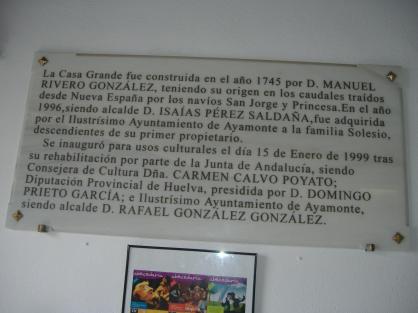 La Casa Grande fue construida en el año 1745 por D. MANUEL
RIVERO GONZÁLEZ, teniendo su origen en los caudales traídos
desde Nueva España por los navíos San Jorge y Princesa.En el año
1996,siendo alcalde D. ISAÍAS PÉREZ SALDAÑA,fue adquirida
por el Ilustrísimo Ayuntamiento de Ayamonte a la familia Solesio,
descendientes de su primer propietario.
Se inauguró para usos culturales el día 15 de Enero de 1999 tras
su rehabilitación por parte de la Junta de Andalucía, siendo
Consejera de Cultura Dña. CARMEN CALVO POYATO;
Diputación Provincial de Huelva, presidida por D. DOMINGO
PRIETO GARCÍA; e Ilustrísimo Ayuntamiento de Ayamonte,
siendo alcalde D. RAFAEL GONZÁLEZ GONZÁLEZ.